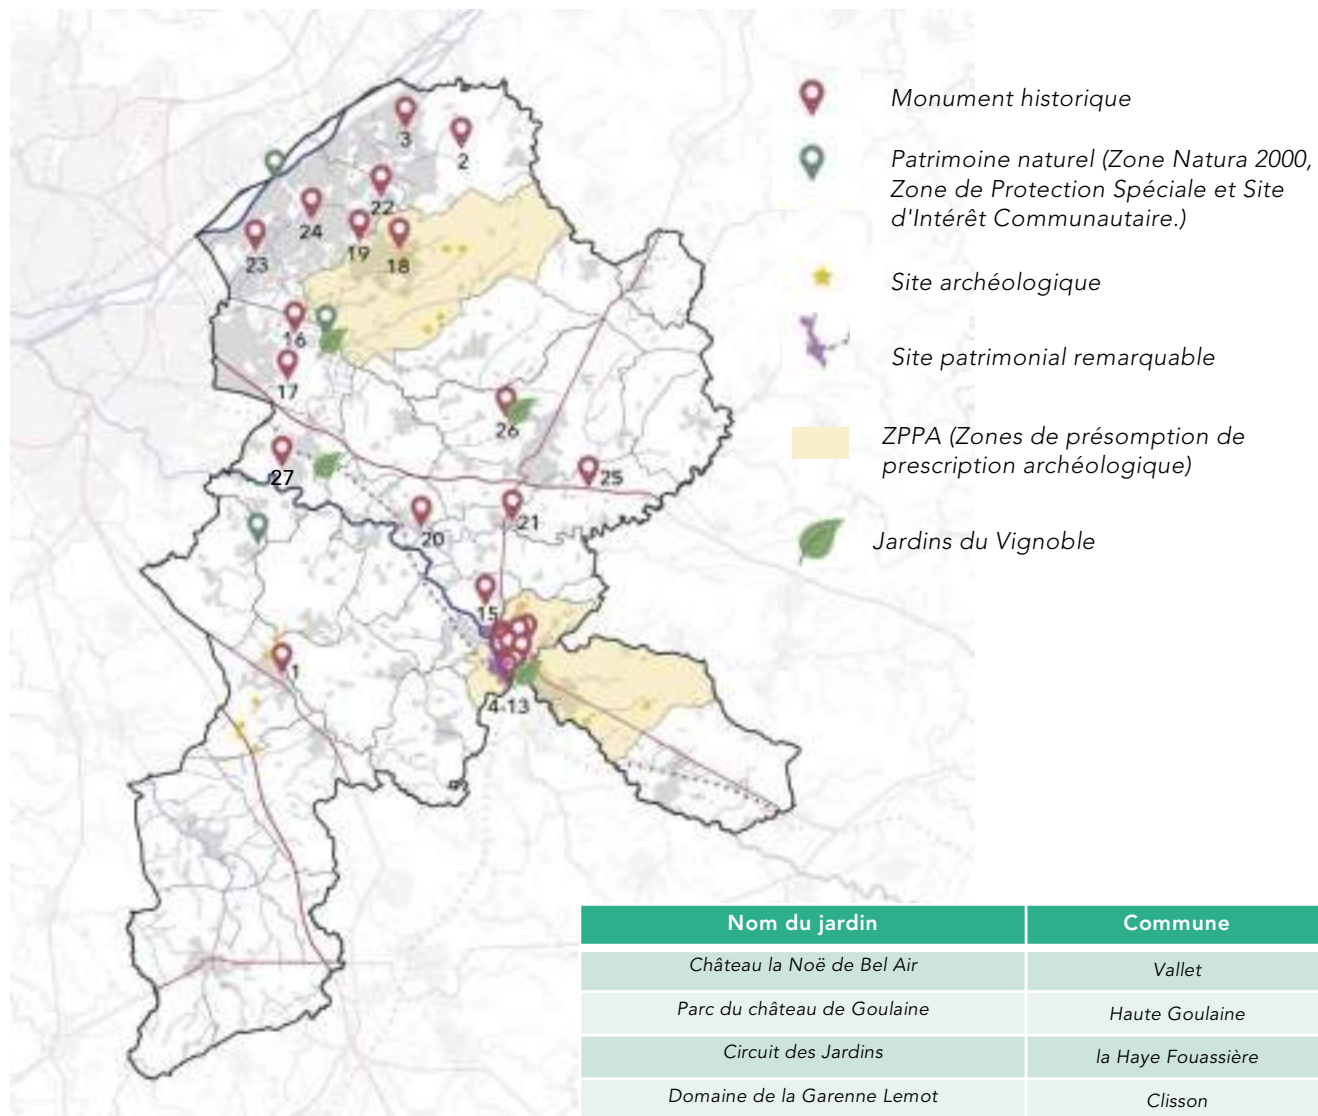 3
2
22
24
19
18
23
16
17
26
27
25
21
20
15
1
4-13
Monument historique
Patrimoine naturel (Zone Natura 2000,
Zone de Protection Spéciale et Site
d'Intérêt Communautaire.)
Site archéologique
Site patrimonial remarquable
ZPPA (Zones de présomption de
prescription archéologique)
Jardins du Vignoble
Nom du jardin Commune
Château la Noë de Bel Air Vallet
Parc du château de Goulaine Haute Goulaine
Circuit des Jardins la Haye Fouassière
Domaine de la Garenne Lemot Clisson